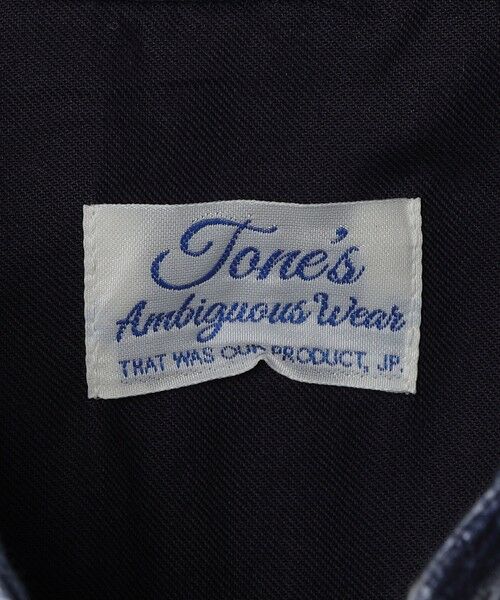 Tone's
Ambiguous Wear
THAT WAS OUR PRODUCT, JP.